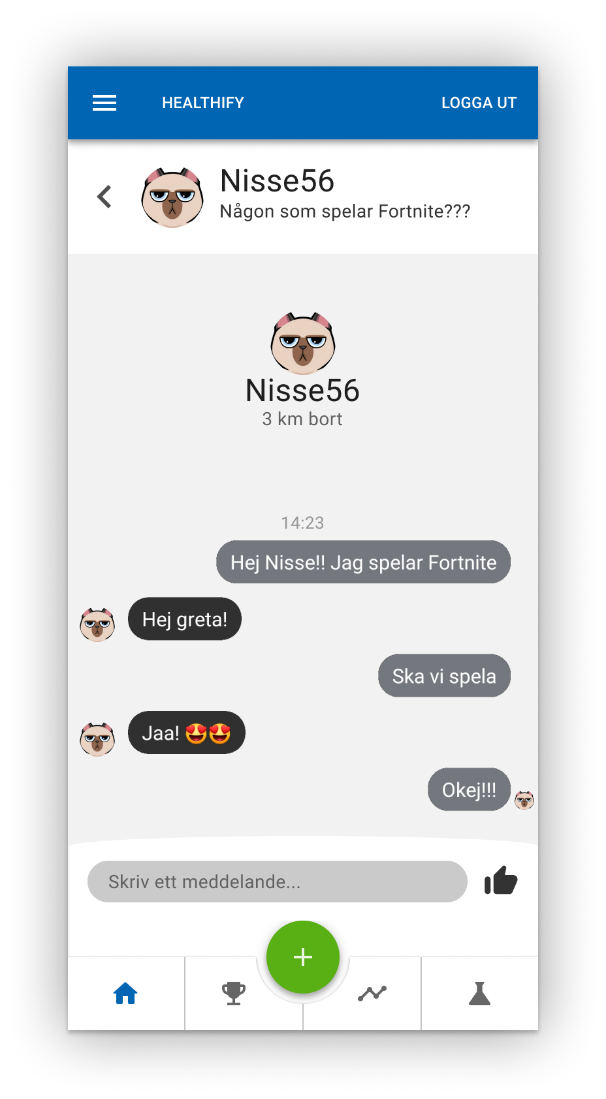 HEALTHIFY
LOGGA UT
Nisse56
Någon som spelar Fortnite???
Nisse56
3 km bort
14:23
Hej Nisse!! Jag spelar Fortnite
Hej greta!
Ska vi spela
Jaa! 🤩🤩
Okej!!!
Skriv ett meddelande...